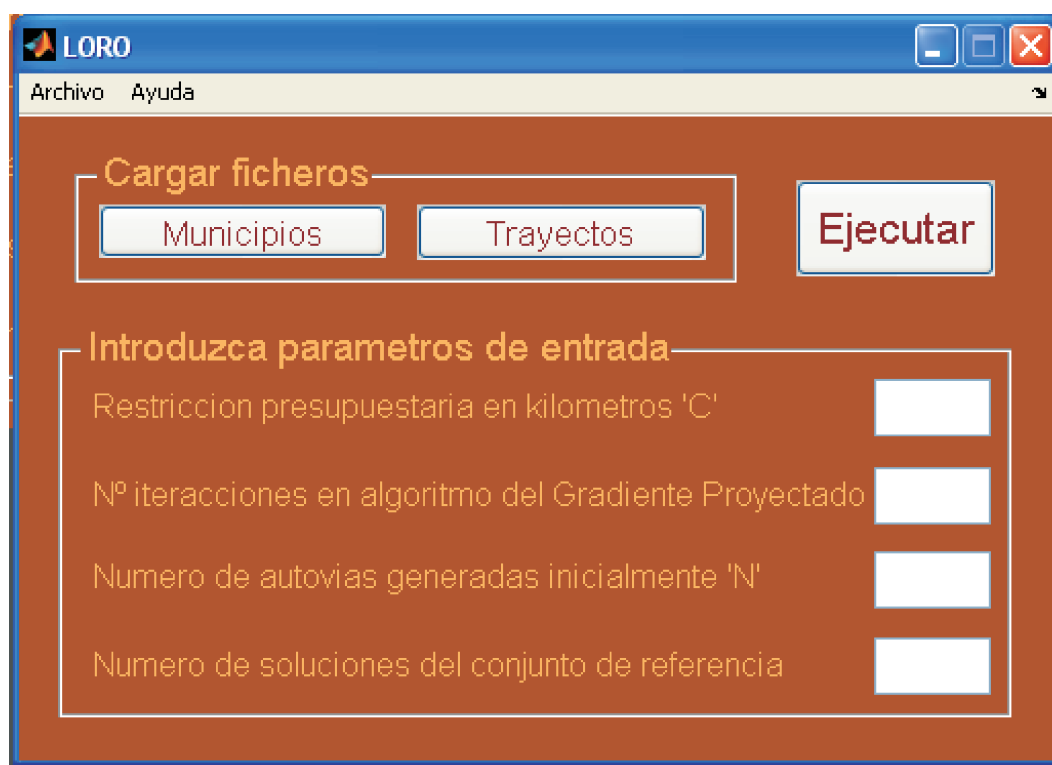 LORO
Archivo Ayuda
Cargar ficheros
Municipios Trayectos
Ejecutar
Introduzca parametros de entrada
Restriccion presupuestaria en kilometros 'C'
Nº iteracciones en algoritmo del Gradiente Proyectado
Numero de autovias generadas inicialmente 'N'
Numero de soluciones del conjunto de referencia